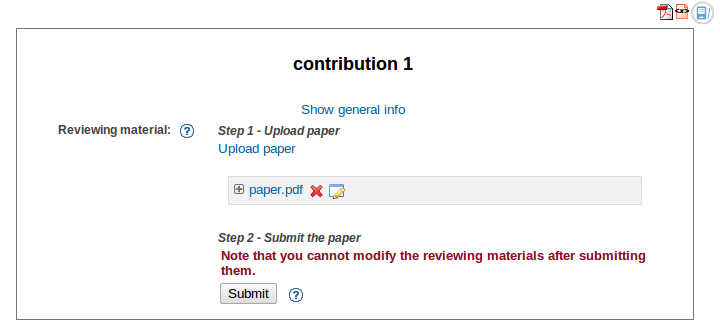 contribution 1
Show general info
Reviewing material:
Step 1 - Upload paper
Upload paper
paper.pdf
Step 2 - Submit the paper
Note that you cannot modify the reviewing materials after submitting
them.
Submit